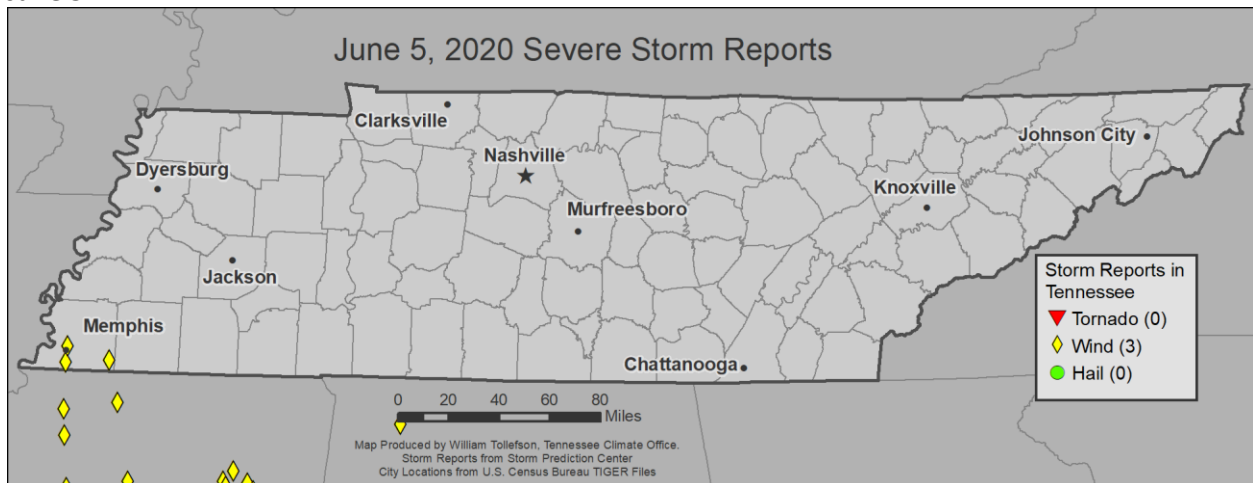 June 5, 2020 Severe Storm Reports
Clarksville
Johnson City
Nashville
Dyersburg
Knoxville
Murfreesboro
Jackson
Storm Reports in
Tennessee
Tornado (0)
Wind (3)
Hail (0)
Memphis
Chattanooga
0 20 40 60 80
Miles
Map Produced by William Tollefson, Tennessee Climate Office.
Storm Reports from Storm Prediction Center
City Locations from U.S. Census Bureau TIGER Files